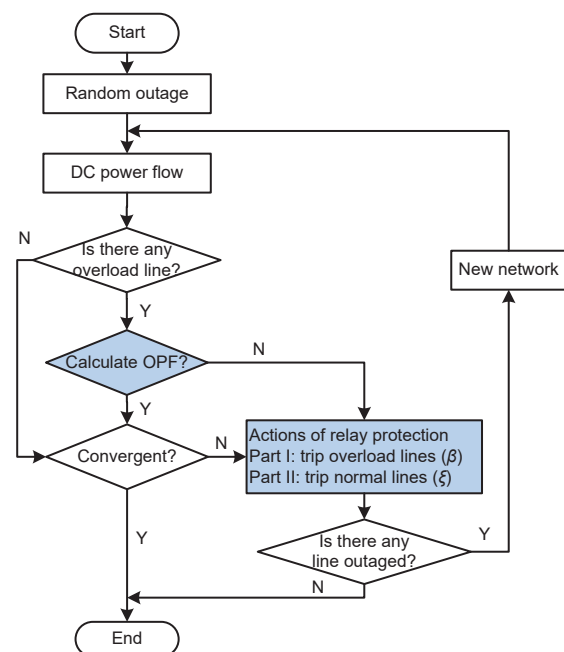 Start
Random outage
DC power flow
N
Is there any
overload line?
New network
Y
Calculate OPF?
N
Y
Convergent?
N
Actions of relay protection
Part I: trip overload lines (β)
Part II: trip normal lines (ξ)
Y
Is there any
line outaged?
Y
N
End